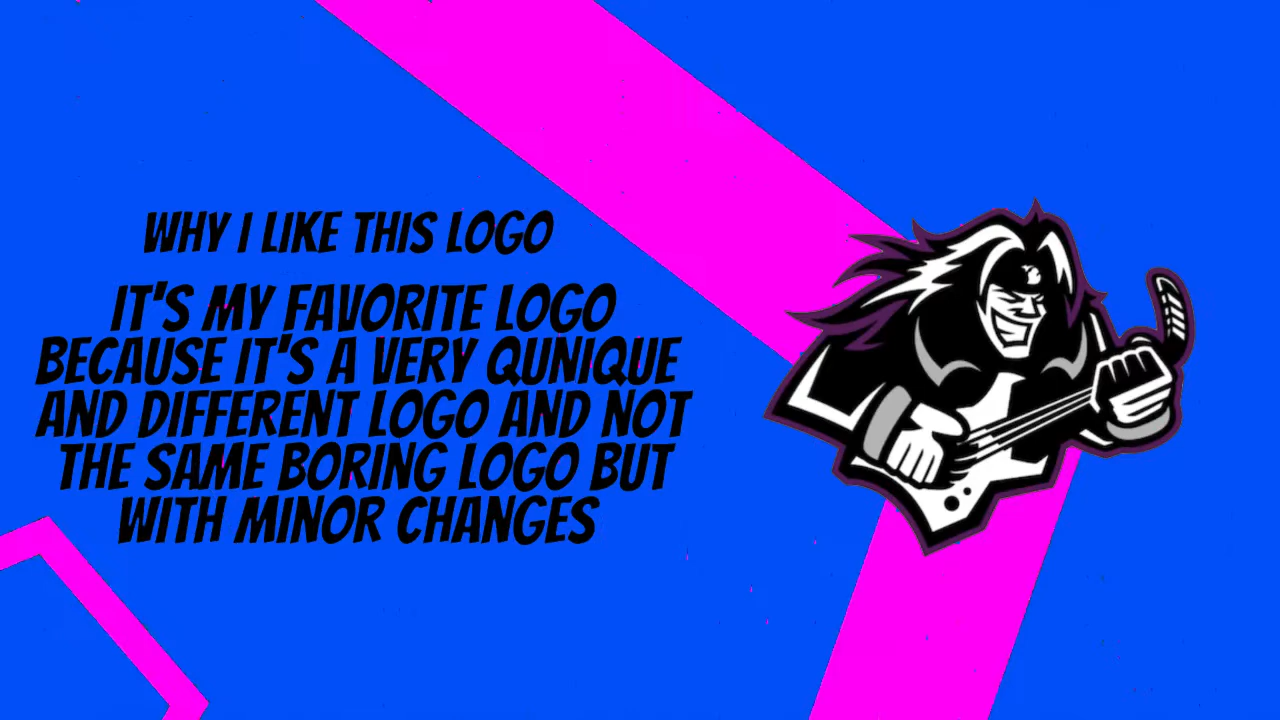 WHY I LIKE THIS LOGO
IT'S MY FAVORITE LOGO
BECAUSE IT'S A VERY QUNIQUE
AND DIFFERENT LOGO AND NOT
THE SAME BORING LOGO BUT
WITH MINOR CHANGES